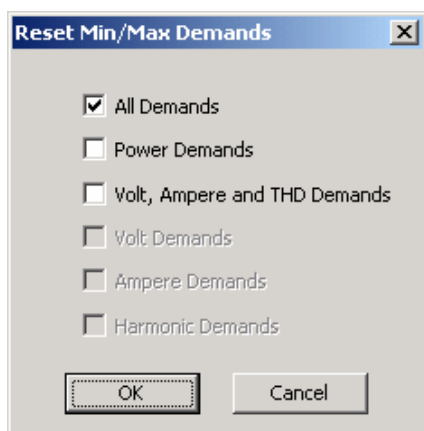 Reset Min/Max Demands
All Demands
Power Demands
Volt, Ampere and THD Demands
Volt Demands
Ampere Demands
Harmonic Demands
OK Cancel